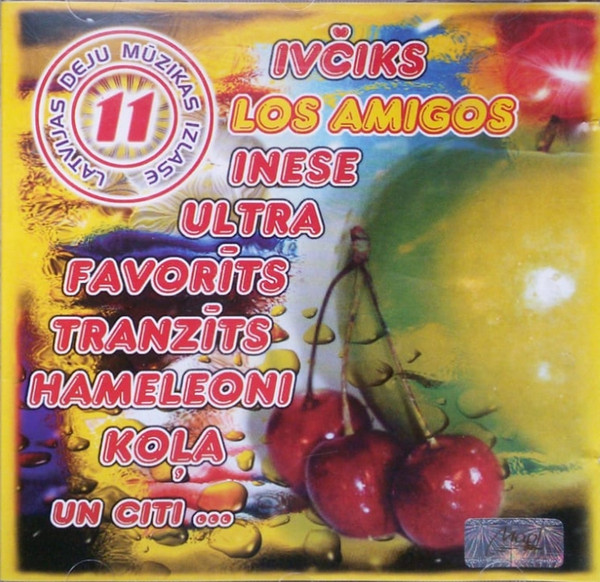 LATVIJAS DEJU MŪZIKAS IZLASE
11
IVČIKS
LOS AMIGOS
INESE
ULTRA
FAVORĪTS
TRANZĪTS
HAMELEONI
KOĻA
UN CITI ...